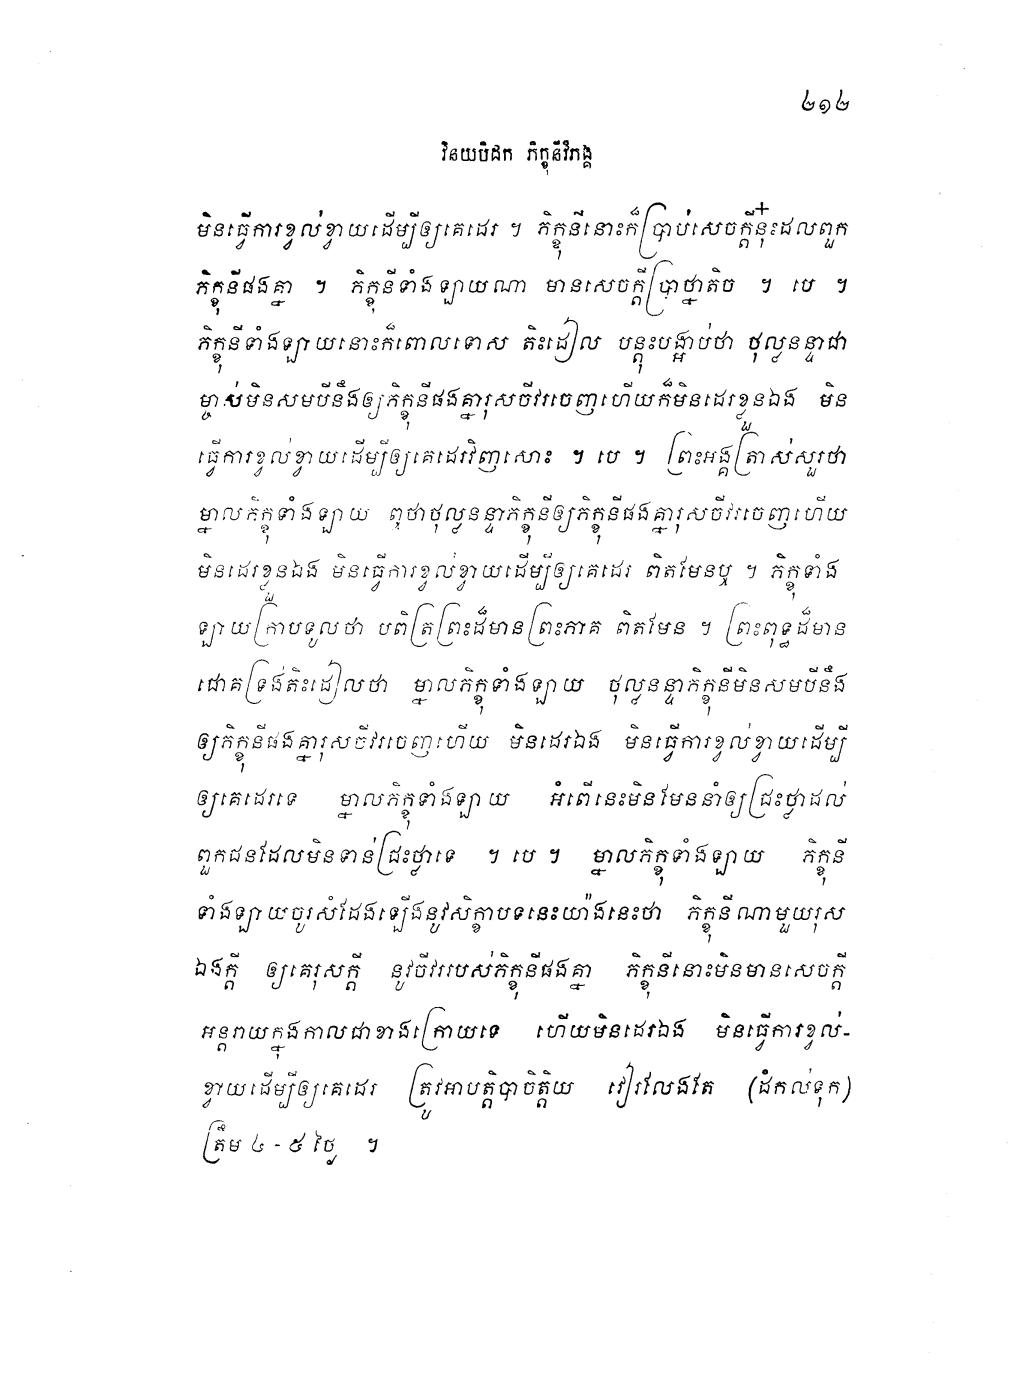 ២១២
វិនយបិដក ភិក្ខុនីវិភង្គ
មិនធ្វើការខ្វល់ខ្វាយដើម្បីឲ្យគេដេរ ។ ភិក្ខុនីនោះក៏ប្រាប់សេចក្តីនុ៎ះដល់ពួក
ភិក្ខុនីផងគ្នា ។ ភិក្ខុនីទាំងឡាយណា មានសេចក្តីប្រាថ្នាតិច ។ បេ ។
ភិក្ខុនីទាំងឡាយនោះក៏ពោលទោស តិះដៀល បន្តុះបង្អាប់ថា ថុល្លនន្ទាជា
ម្ចាស់មិនសមបីនឹងឲ្យភិក្ខុនីផងគ្នារុសចីវរចេញហើយក៏មិនដេរខ្លួនឯង មិន
ធ្វើការខ្វល់ខ្វាយដើម្បីឲ្យគេដេរវិញសោះ ។ បេ ។ ព្រះអង្គត្រាស់សួរថា
ម្នាលភិក្ខុទាំងឡាយ ឮថាថុល្លនន្ទាភិក្ខុនីឲ្យភិក្ខុនីផងគ្នារុសចីវរចេញហើយ
មិនដេរខ្លួនឯង មិនធ្វើការខ្វល់ខ្វាយដើម្បីឲ្យគេដេរ ពិតមែនឬ ។ ភិក្ខុទាំង
ឡាយក្រាបទូលថា បពិត្រព្រះដ៏មានព្រះភាគ ពិតមែន ។ ព្រះពុទ្ធដ៏មាន
ជោគទ្រង់តិះដៀលថា ម្នាលភិក្ខុទាំងឡាយ ថុល្លនន្ទាភិក្ខុនីមិនសមបីនឹង
ឲ្យភិក្ខុនីផងគ្នារុសចីវរចេញហើយ មិនដេរឯង មិនធ្វើការខ្វល់ខ្វាយដើម្បី
ឲ្យគេដេរទេ ម្នាលភិក្ខុទាំងឡាយ អំពើនេះមិនមែននាំឲ្យជ្រះថ្លាដល់
ពួកជនដែលមិនទាន់ជ្រះថ្លាទេ ។ បេ ។ ម្នាលភិក្ខុទាំងឡាយ ភិក្ខុនី
ទាំងឡាយចូរសំដែងឡើងនូវសិក្ខាបទនេះយ៉ាងនេះថា ភិក្ខុនីណាមួយរុស
ឯងក្តី ឲ្យគេរុសក្តី នូវចីវររបស់ភិក្ខុនីផងគ្នា ភិក្ខុនីនោះមិនមានសេចក្តី
អន្តរាយក្នុងកាលជាខាងក្រោយទេ ហើយមិនដេរឯង មិនធ្វើការខ្វល់-
ខ្វាយដើម្បីឲ្យគេដេរ ត្រូវអាបត្តិបាចិត្តិយ វៀរលែងតែ (ដំកល់ទុក)
ត្រឹម ៤ - ៥ ថ្ងៃ ។